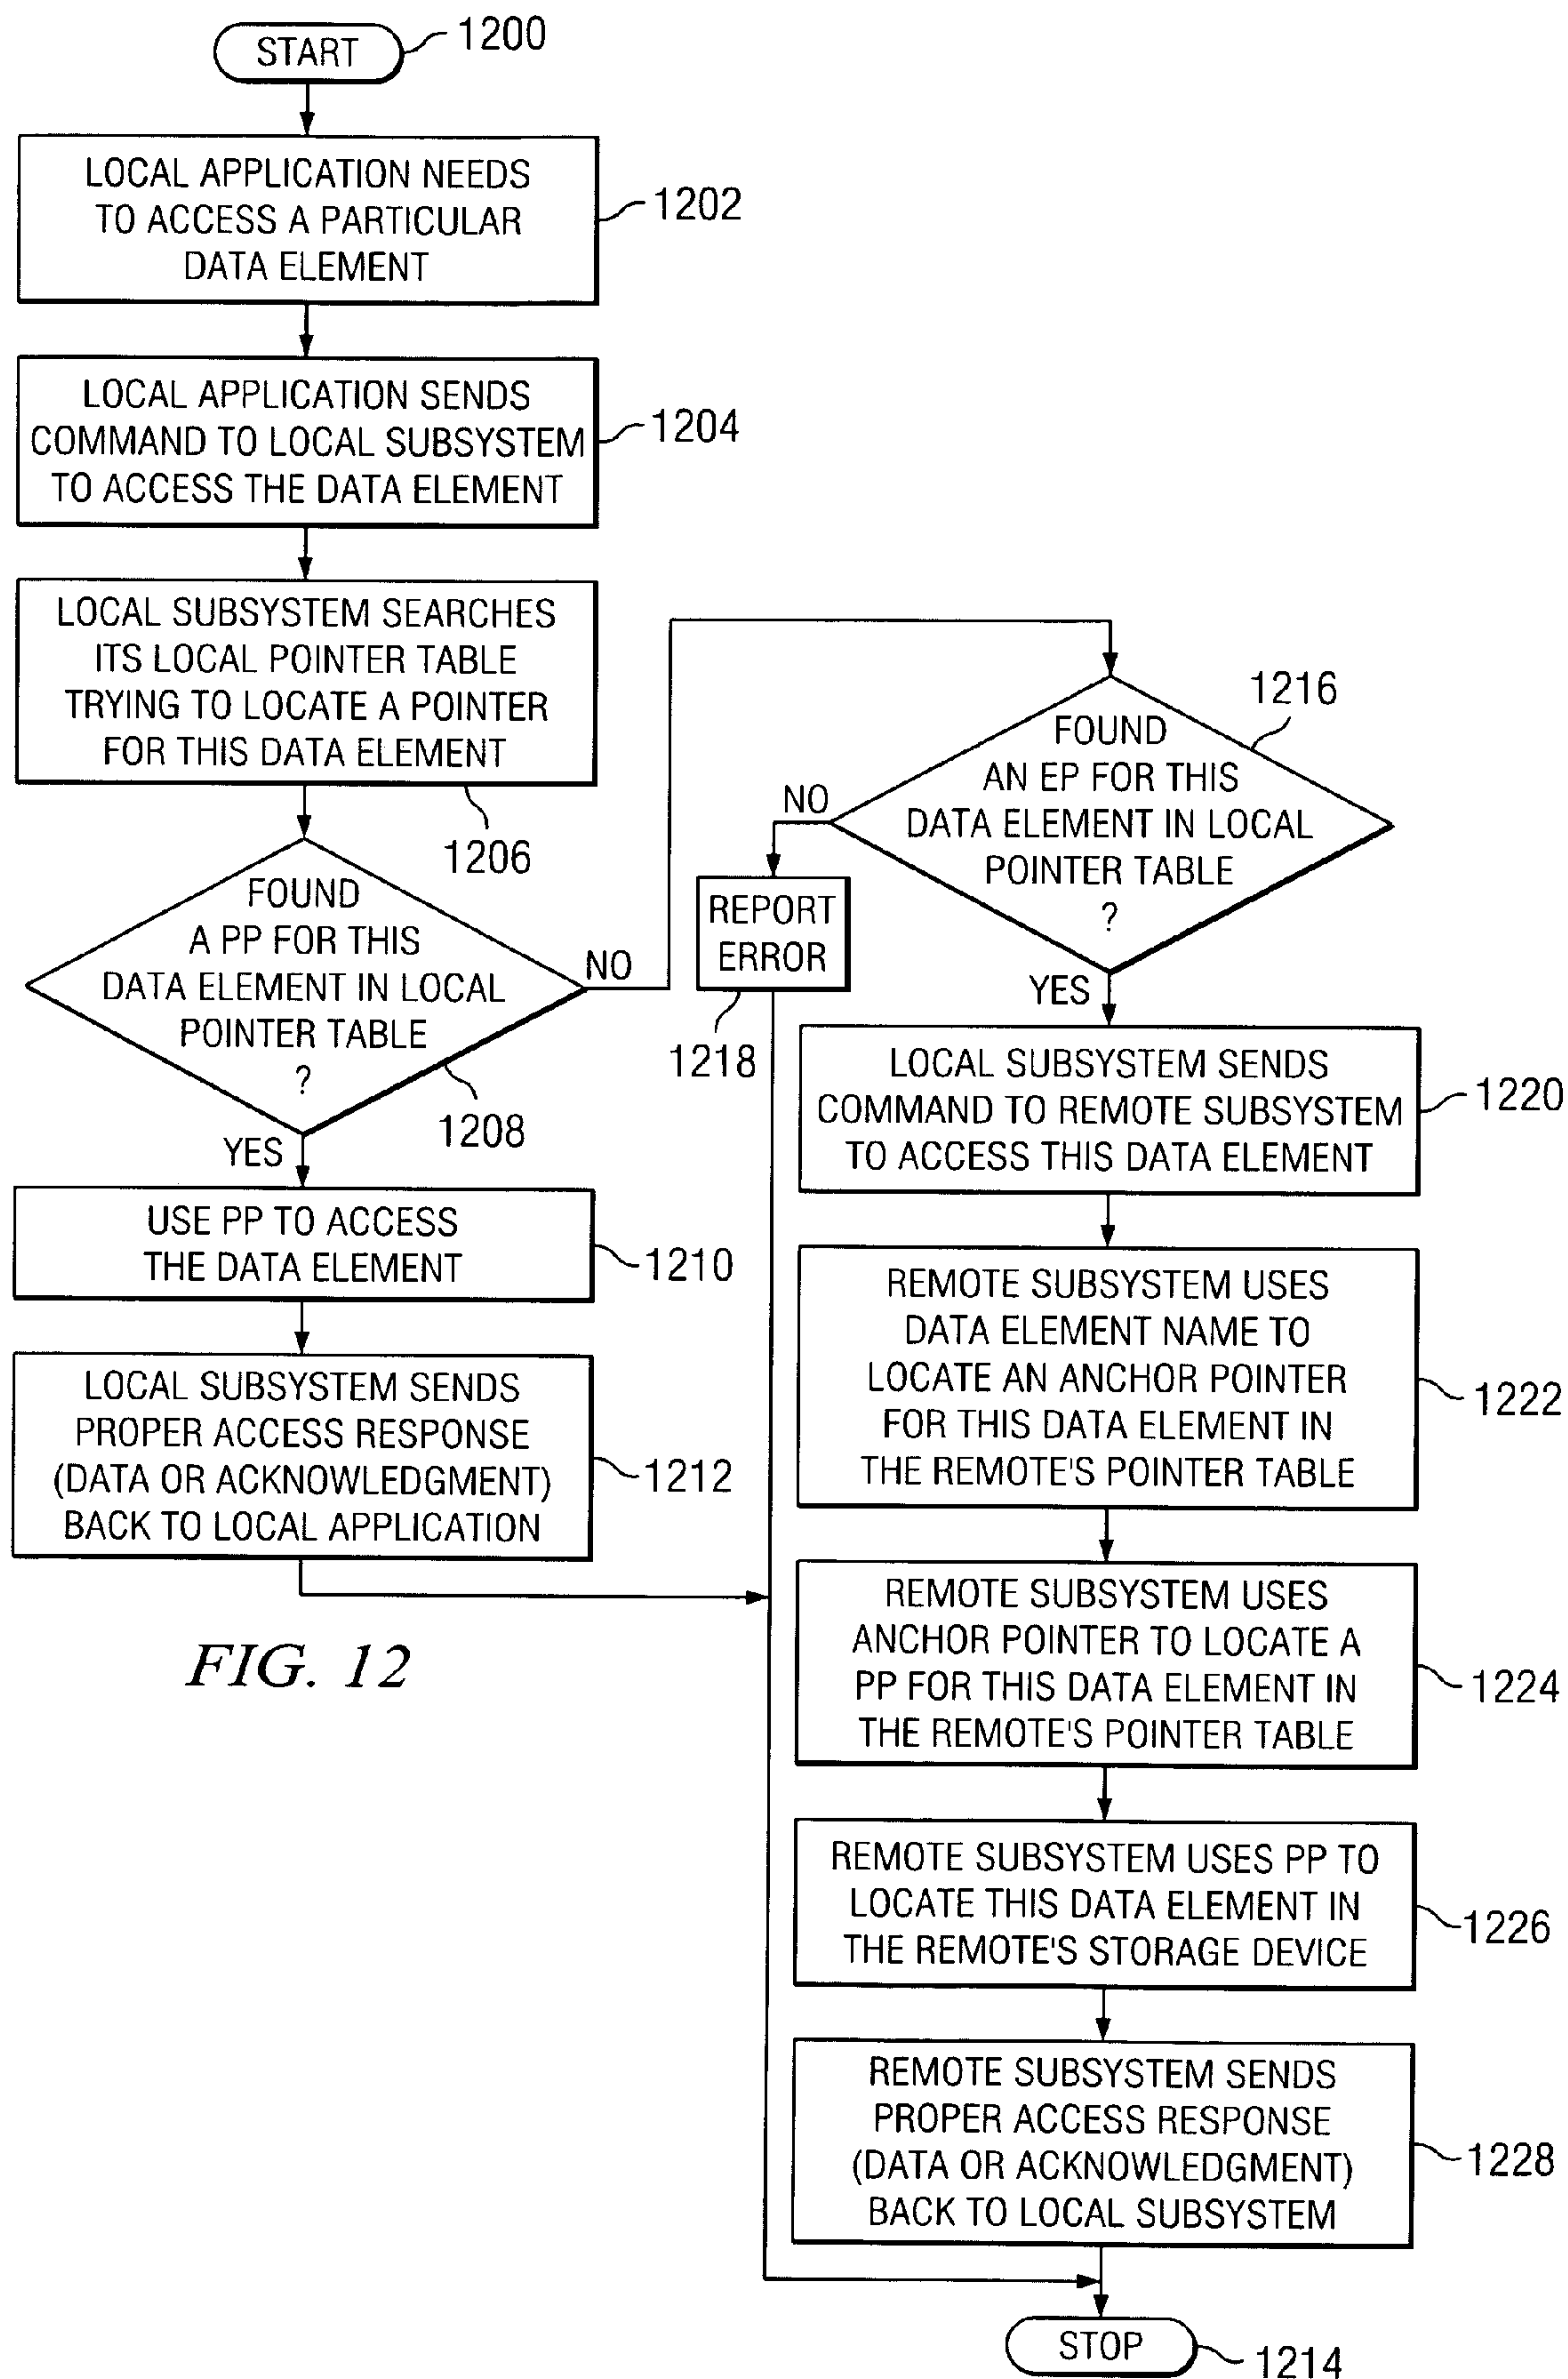 START
1200
LOCAL APPLICATION NEEDS
TO ACCESS A PARTICULAR
DATA ELEMENT
1202
LOCAL APPLICATION SENDS
COMMAND TO LOCAL SUBSYSTEM
TO ACCESS THE DATA ELEMENT
1204
LOCAL SUBSYSTEM SEARCHES
ITS LOCAL POINTER TABLE
TRYING TO LOCATE A POINTER
FOR THIS DATA ELEMENT
1206
FOUND
A PP FOR THIS
DATA ELEMENT IN LOCAL
POINTER TABLE
?
NO
1208
YES
USE PP TO ACCESS
THE DATA ELEMENT
1210
LOCAL SUBSYSTEM SENDS
PROPER ACCESS RESPONSE
(DATA OR ACKNOWLEDGMENT)
BACK TO LOCAL APPLICATION
1212
FIG. 12
1216
FOUND
AN EP FOR THIS
DATA ELEMENT IN LOCAL
POINTER TABLE
?
NO
REPORT
ERROR
1218
YES
LOCAL SUBSYSTEM SENDS
COMMAND TO REMOTE SUBSYSTEM
TO ACCESS THIS DATA ELEMENT
1220
REMOTE SUBSYSTEM USES
DATA ELEMENT NAME TO
LOCATE AN ANCHOR POINTER
FOR THIS DATA ELEMENT IN
THE REMOTE'S POINTER TABLE
1222
REMOTE SUBSYSTEM USES
ANCHOR POINTER TO LOCATE A
PP FOR THIS DATA ELEMENT IN
THE REMOTE'S POINTER TABLE
1224
REMOTE SUBSYSTEM USES PP TO
LOCATE THIS DATA ELEMENT IN
THE REMOTE'S STORAGE DEVICE
1226
REMOTE SUBSYSTEM SENDS
PROPER ACCESS RESPONSE
(DATA OR ACKNOWLEDGMENT)
BACK TO LOCAL SUBSYSTEM
1228
STOP
1214